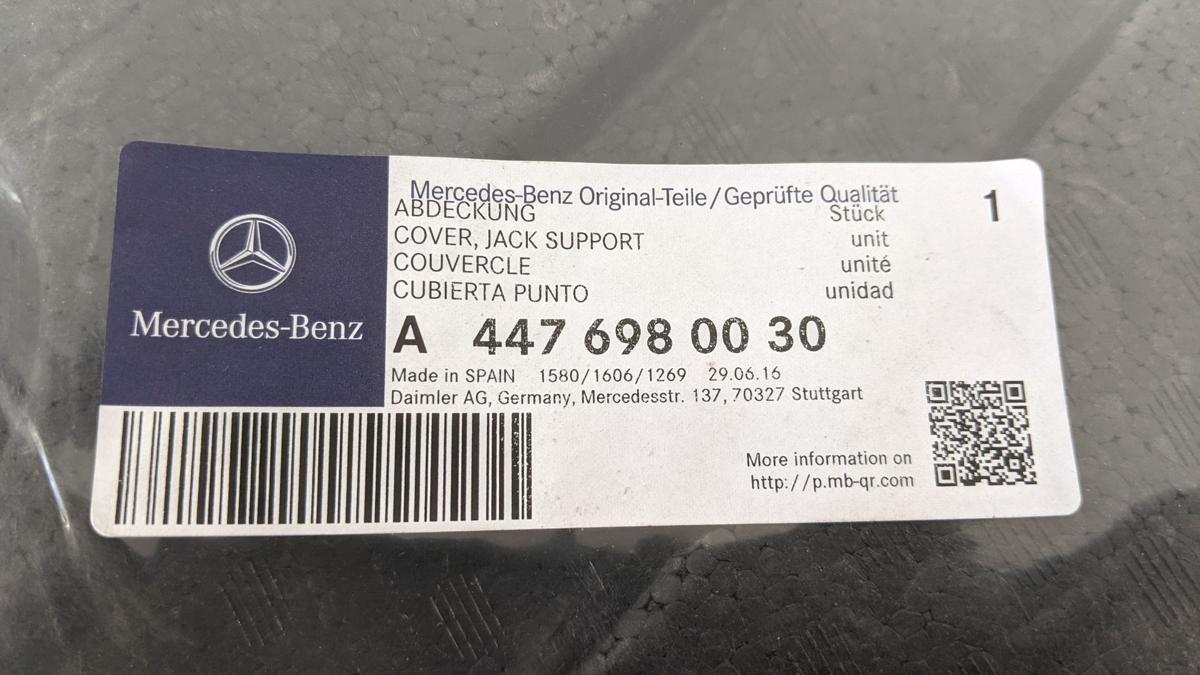 Mercedes-Benz Original-Teile/Geprüfte Qualität
ABDECKUNG Stück 1
COVER, JACK SUPPORT unit
COUVERCLE unité
CUBIERTA PUNTO unidad
Mercedes-Benz
A 447 698 00 30
Made in SPAIN 1580/1606/1269 29.06.16
Daimler AG, Germany, Mercedesstr. 137, 70327 Stuttgart
More information on
http://p.mb-qr.com